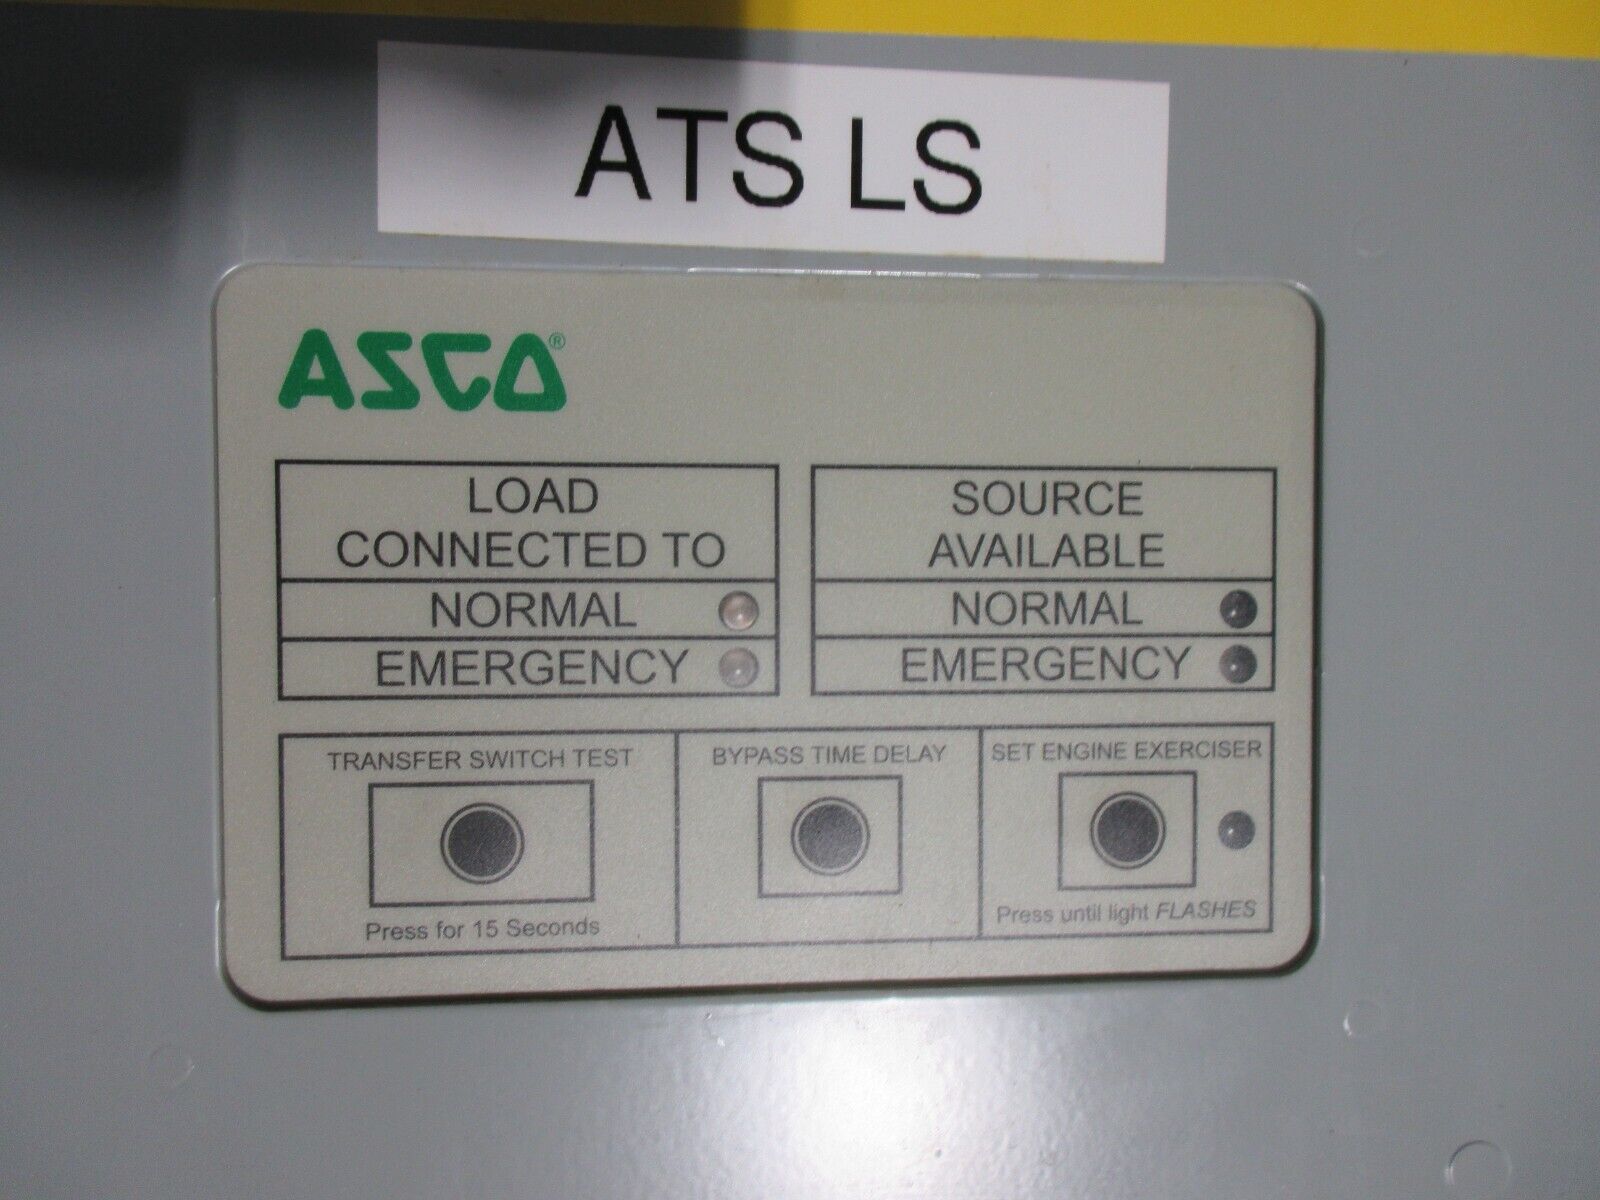 ATS LS
ASCO®
LOAD
CONNECTED TO
NORMAL
EMERGENCY
SOURCE
AVAILABLE
NORMAL
EMERGENCY
TRANSFER SWITCH TEST
Press for 15 Seconds
BYPASS TIME DELAY
SET ENGINE EXERCISER
Press until light FLASHES